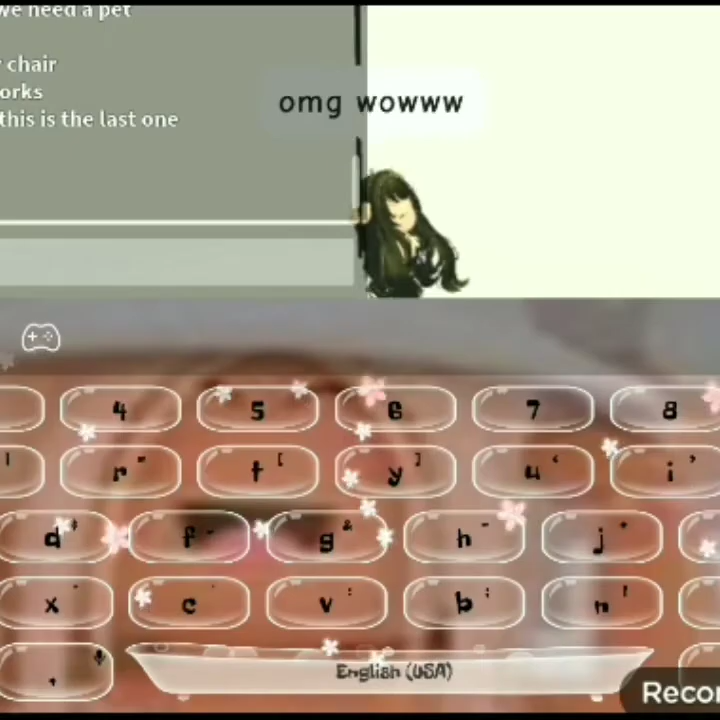 we need a pet
chair
orks
this is the last one
omg wowww
4 5 6 7 8
r t y u i
d f g h j
x c v b n
,
English (USA)
Recor